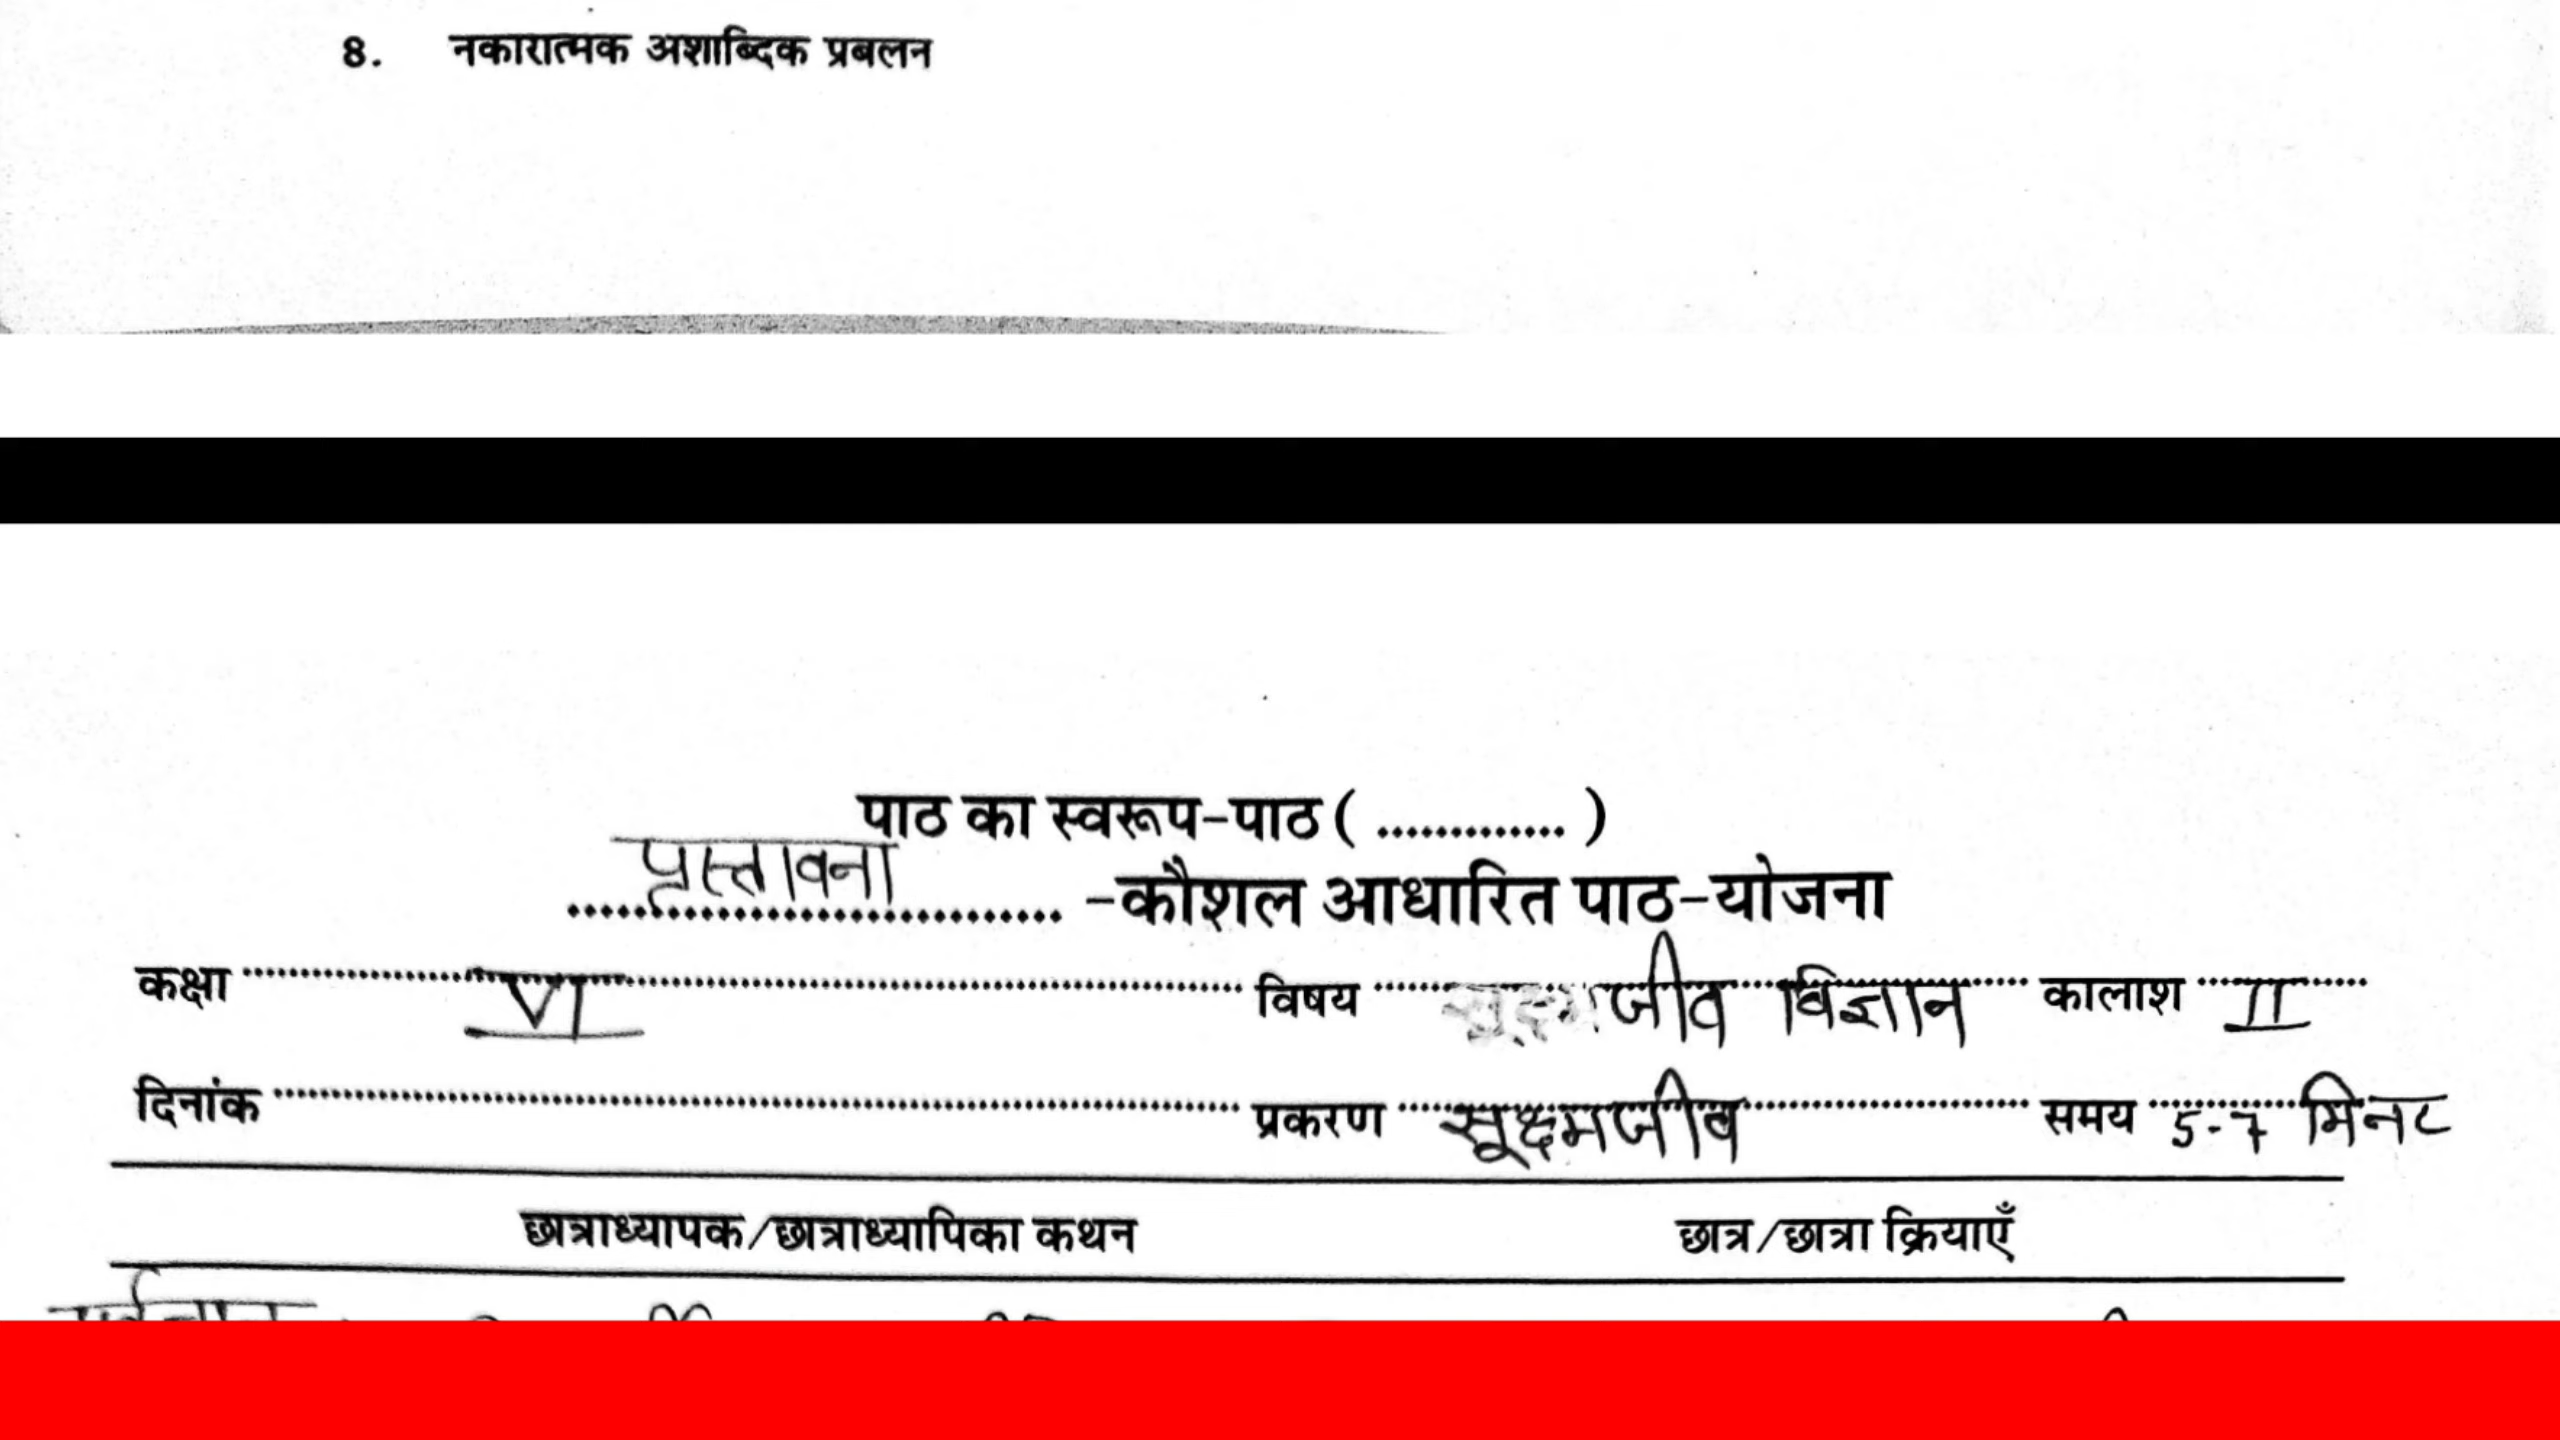 8. नकारात्मक अशाब्दिक प्रबलन
पाठ का स्वरूप-पाठ ( ............. )
प्रस्तावना -कौशल आधारित पाठ-योजना
कक्षा VI विषय जीव विज्ञान कालाश II
दिनांक प्रकरण सूक्ष्मजीव समय 5-7 मिनट
छात्राध्यापक/छात्राध्यापिका कथन छात्र/छात्रा क्रियाएँ